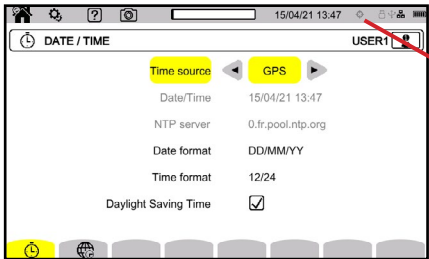 15/04/21 13:47
DATE / TIME USER1
Time source GPS
Date/Time 15/04/21 13:47
NTP server 0.fr.pool.ntp.org
Date format DD/MM/YY
Time format 12/24
Daylight Saving Time